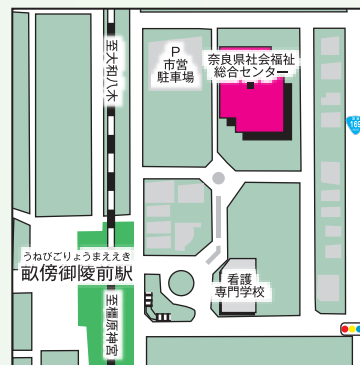 至大和八木
P
市営
駐車場
奈良県社会福祉
総合センター
169
うねびごりょうまええき
畝傍御陵前駅
至橿原神宮
看護
専門学校